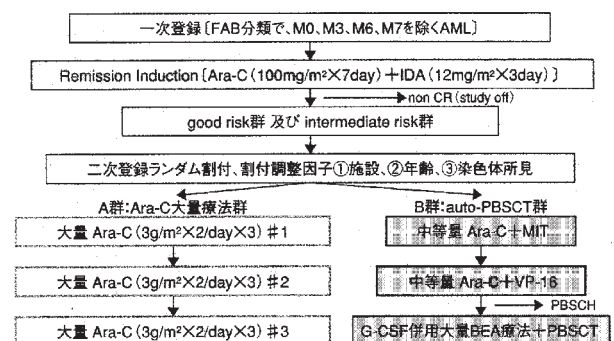 一次登録〔FAB分類で、M0、M3、M6、M7を除くAML〕
Remission Induction〔Ara-C(100mg/m²×7day)+IDA(12mg/m²×3day)〕
non CR(study off)
good risk群 及び intermediate risk群
二次登録ランダム割付、割付調整因子①施設、②年齢、③染色体所見
A群:Ara-C大量療法群
大量 Ara-C(3g/m²×2/day×3)#1
大量 Ara-C(3g/m²×2/day×3)#2
大量 Ara-C(3g/m²×2/day×3)#3
B群:auto-PBSCT群
中等量 Ara-C+MIT
中等量 Ara-C+VP-16
PBSCH
G-CSF併用大量BEA療法+PBSCT